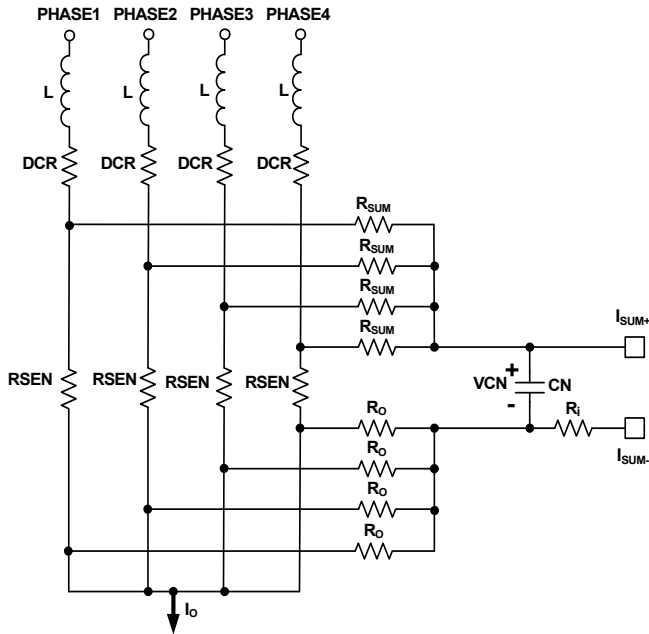 PHASE1 PHASE2 PHASE3 PHASE4
L L L L
DCR DCR DCR DCR
RSUM
RSUM
RSUM
RSUM
ISUM+
RSEN RSEN RSEN RSEN
+
VCN CN
-
RO
Ri
ISUM-
RO
RO
RO
IO